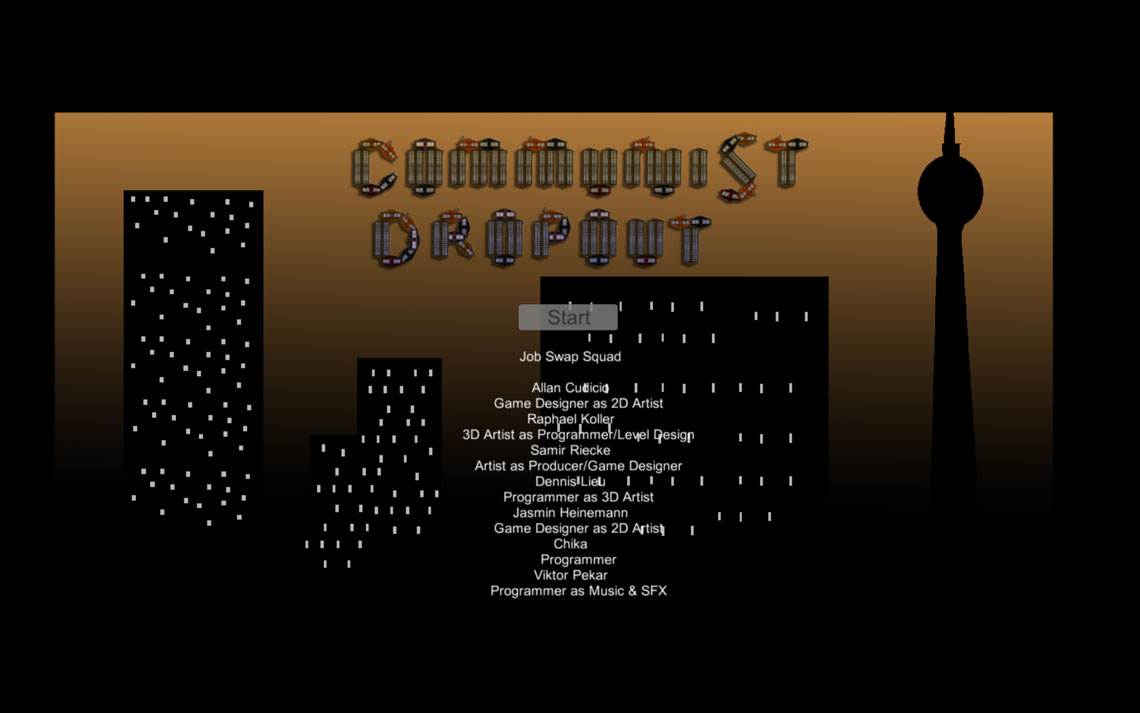 COMMUNIST
DROPOUT
Start
Job Swap Squad
Allan Cudicio
Game Designer as 2D Artist
Raphael Koller
3D Artist as Programmer/Level Design
Samir Riecke
Artist as Producer/Game Designer
Dennis Lieu
Programmer as 3D Artist
Jasmin Heinemann
Game Designer as 2D Artist
Chika
Programmer
Viktor Pekar
Programmer as Music & SFX